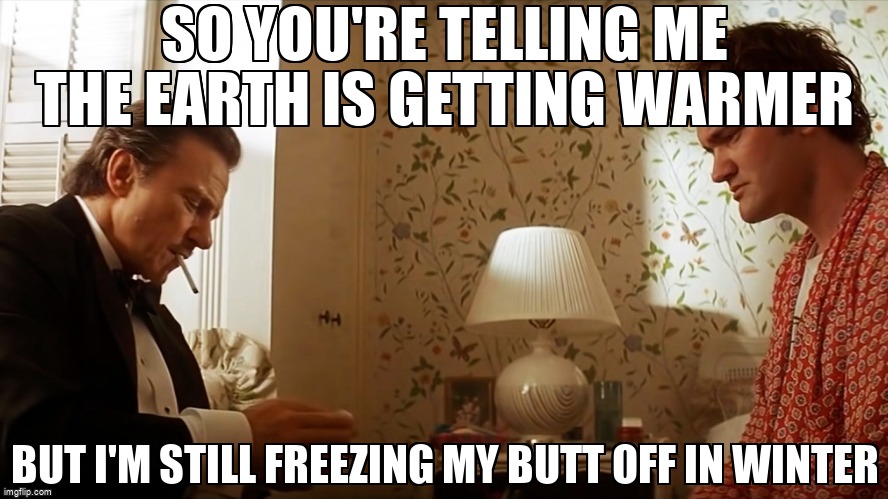 SO YOU'RE TELLING ME
THE EARTH IS GETTING WARMER
BUT I'M STILL FREEZING MY BUTT OFF IN WINTER
imgflip.com